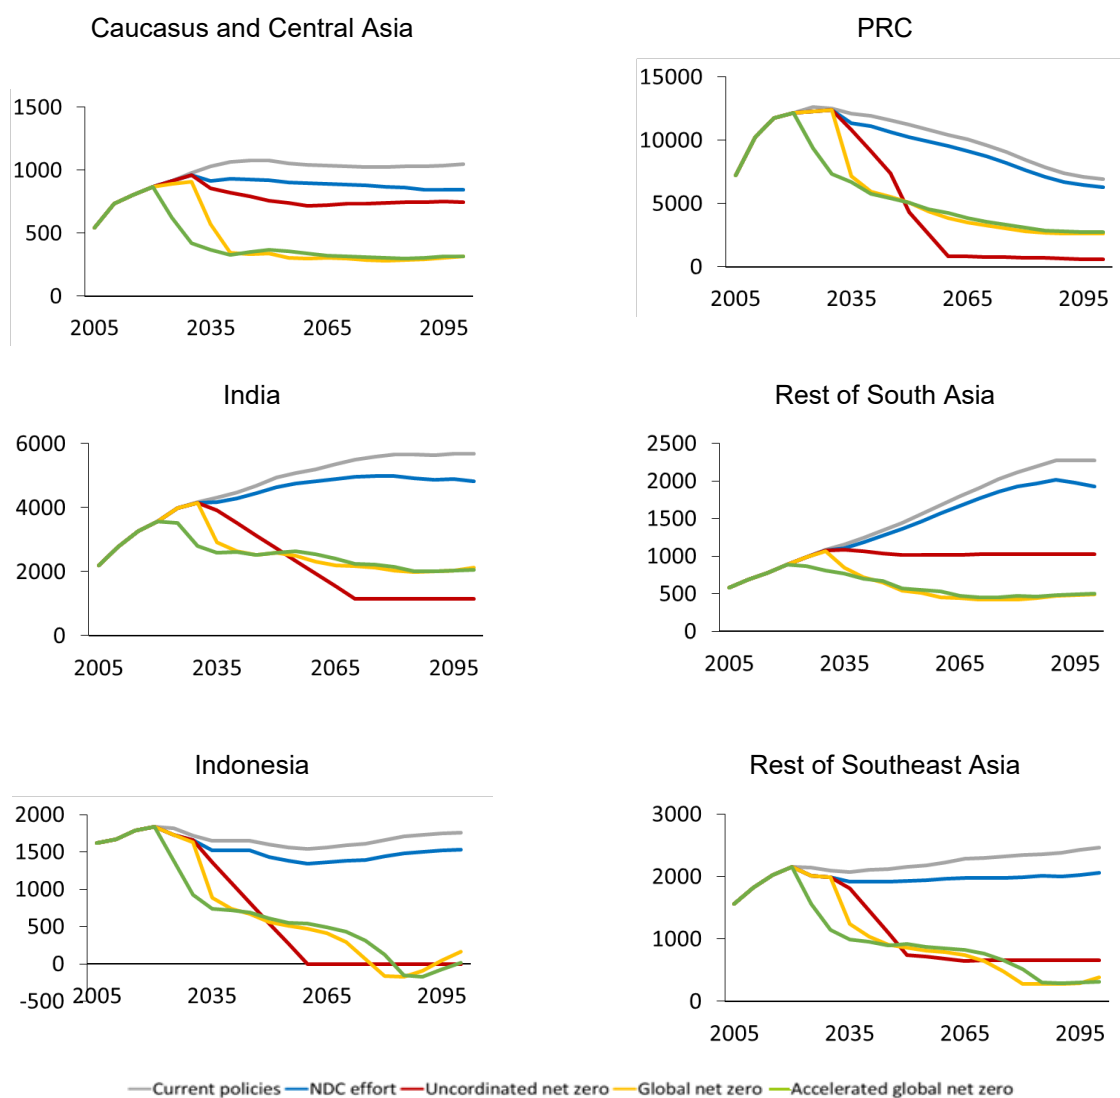 Caucasus and Central Asia
1500
1000
500
0
2005 2035 2065 2095
PRC
15000
10000
5000
0
2005 2035 2065 2095
India
6000
4000
2000
0
2005 2035 2065 2095
Rest of South Asia
2500
2000
1500
1000
500
0
2005 2035 2065 2095
Indonesia
2000
1500
1000
500
0
-500
2005 2035 2065 2095
Rest of Southeast Asia
3000
2000
1000
0
2005 2035 2065 2095
Current policies NDC effort Uncordinated net zero Global net zero Accelerated global net zero